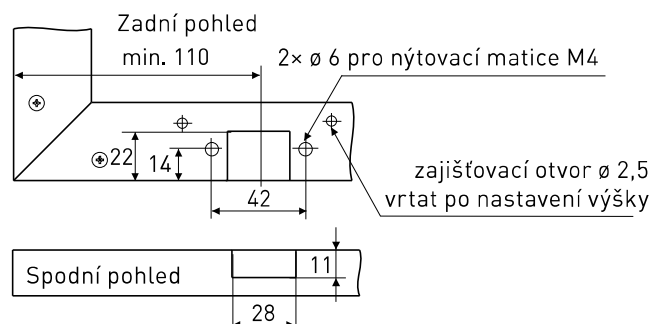 Zadní pohled
min. 110
2× ø 6 pro nýtovací matice M4
22
14
zajišťovací otvor ø 2,5
vrtat po nastavení výšky
42
Spodní pohled
11
28